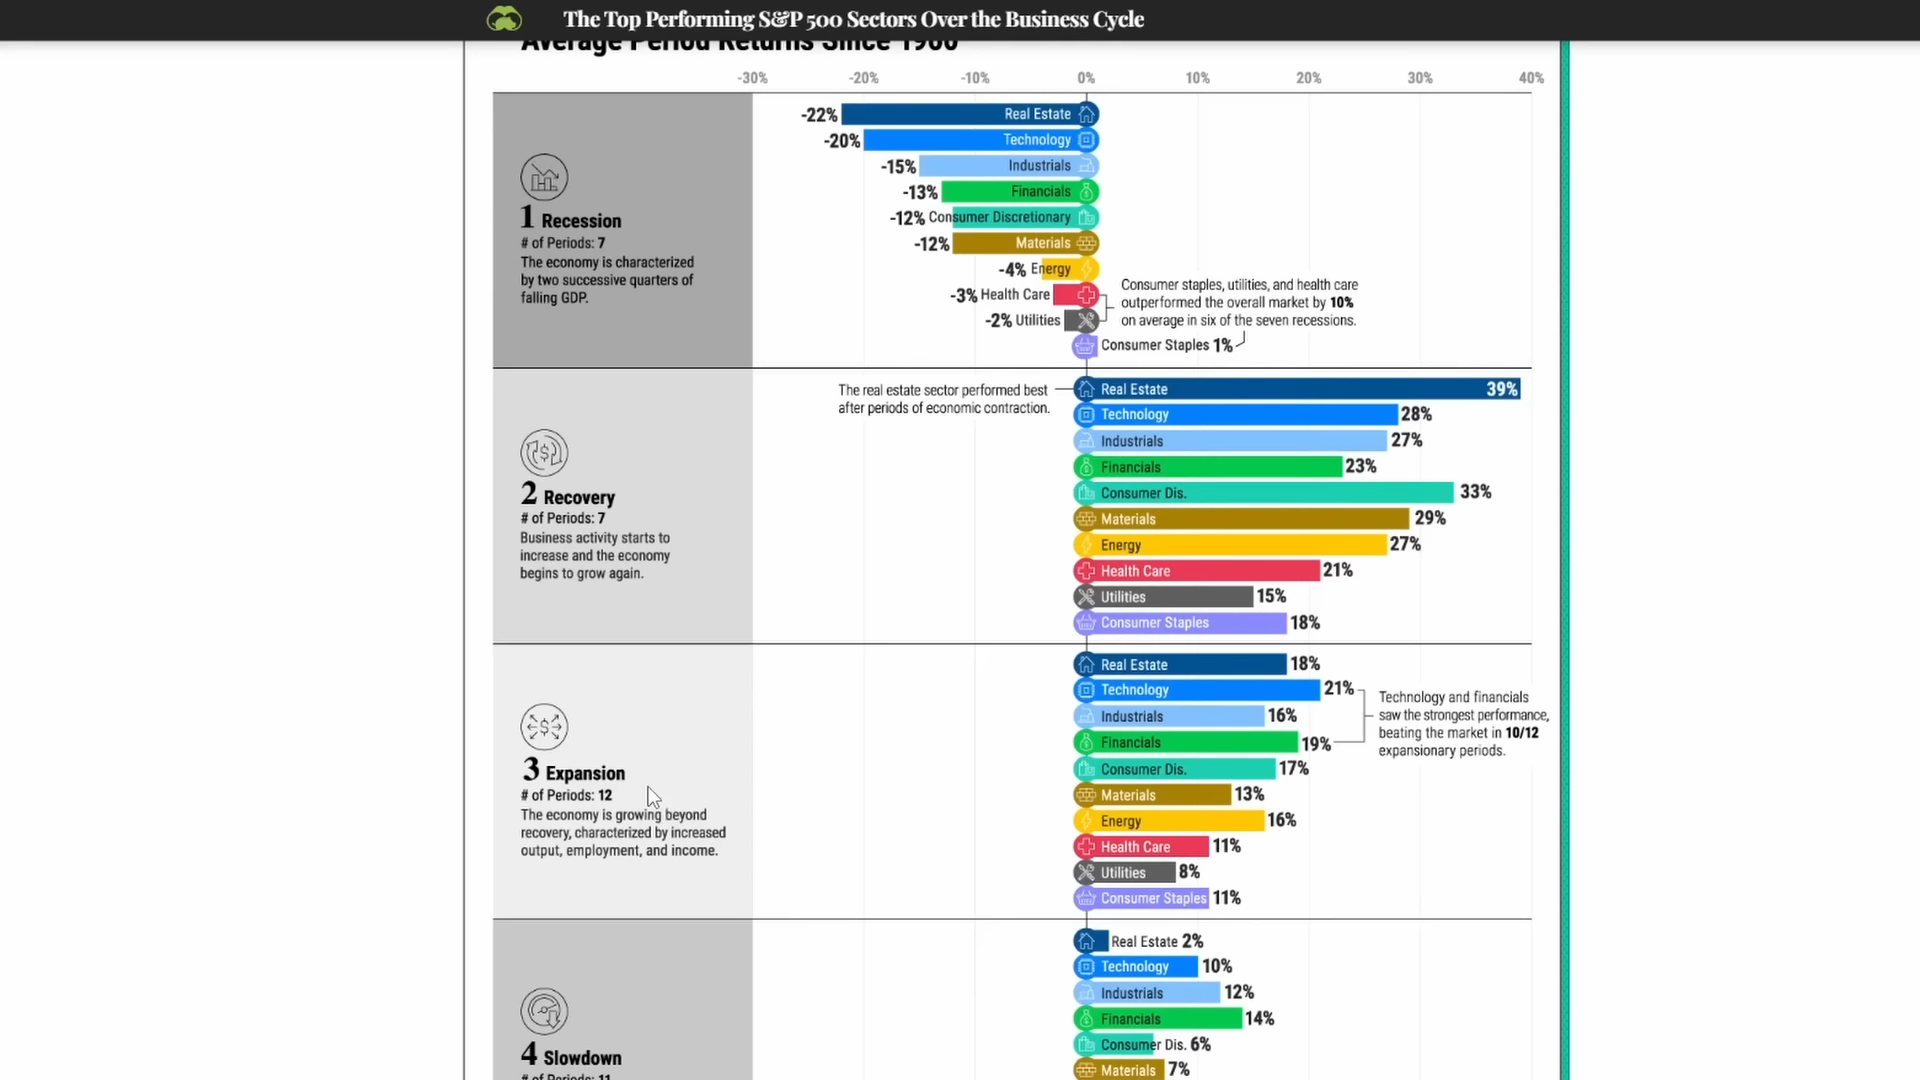 The Top Performing S&P 500 Sectors Over the Business Cycle
Average Period Returns Since 1960
-30%
-20%
-10%
0%
10%
20%
30%
40%
1 Recession
# of Periods: 7
The economy is characterized
by two successive quarters of
falling GDP.
-22% Real Estate
-20% Technology
-15% Industrials
-13% Financials
-12% Consumer Discretionary
-12% Materials
-4% Energy
-3% Health Care
-2% Utilities
Consumer Staples 1%
Consumer staples, utilities, and health care
outperformed the overall market by 10%
on average in six of the seven recessions.
2 Recovery
# of Periods: 7
Business activity starts to
increase and the economy
begins to grow again.
The real estate sector performed best
after periods of economic contraction.
Real Estate 39%
Technology 28%
Industrials 27%
Financials 23%
Consumer Dis. 33%
Materials 29%
Energy 27%
Health Care 21%
Utilities 15%
Consumer Staples 18%
3 Expansion
# of Periods: 12
The economy is growing beyond
recovery, characterized by increased
output, employment, and income.
Real Estate 18%
Technology 21%
Industrials 16%
Financials 19%
Consumer Dis. 17%
Materials 13%
Energy 16%
Health Care 11%
Utilities 8%
Consumer Staples 11%
Technology and financials
saw the strongest performance,
beating the market in 10/12
expansionary periods.
4 Slowdown
# of Periods: 11
Real Estate 2%
Technology 10%
Industrials 12%
Financials 14%
Consumer Dis. 6%
Materials 7%